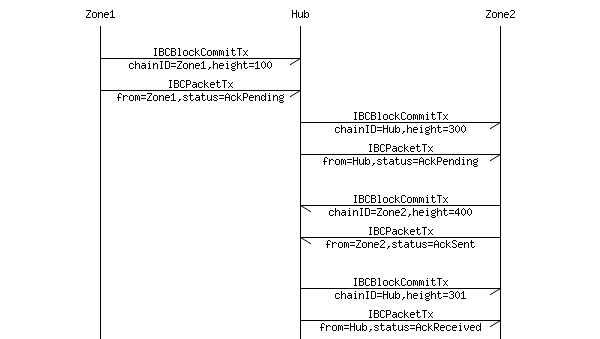 Zone1 Hub Zone2
IBCBlockCommitTx
chainID=Zone1,height=100
IBCPacketTx
from=Zone1,status=AckPending
IBCBlockCommitTx
chainID=Hub,height=300
IBCPacketTx
from=Hub,status=AckPending
IBCBlockCommitTx
chainID=Zone2,height=400
IBCPacketTx
from=Zone2,status=AckSent
IBCBlockCommitTx
chainID=Hub,height=301
IBCPacketTx
from=Hub,status=AckReceived